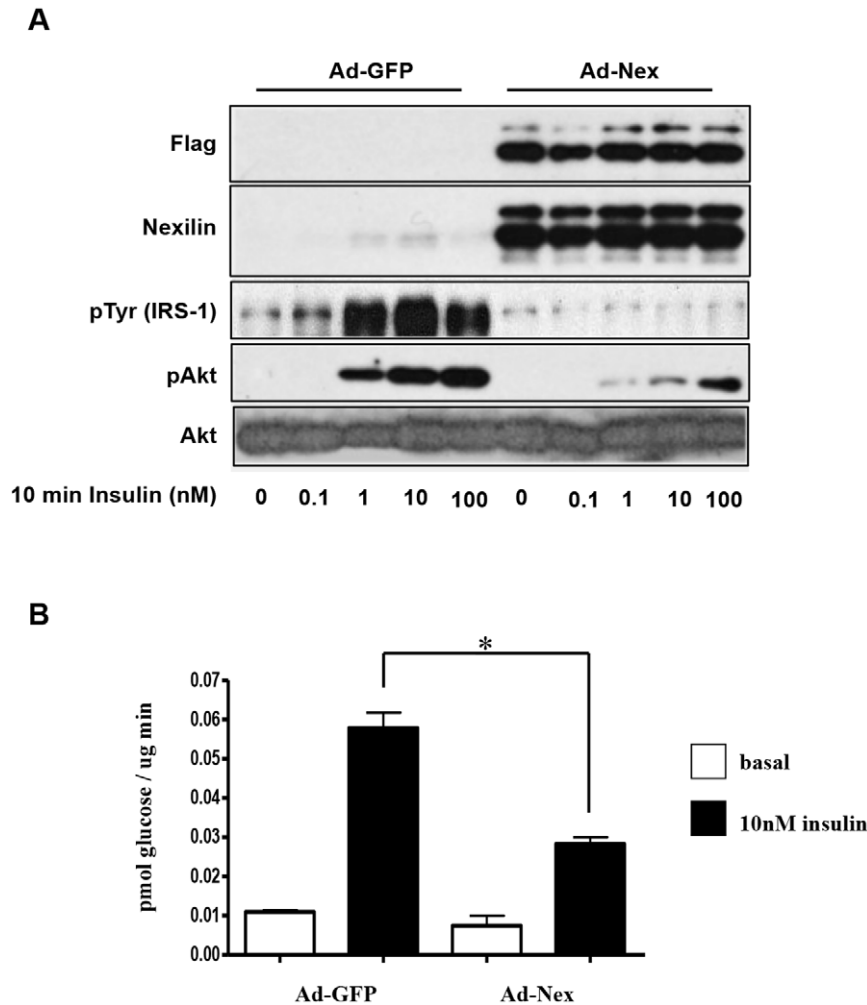 A
Ad-GFP Ad-Nex
Flag
Nexilin
pTyr (IRS-1)
pAkt
Akt
10 min Insulin (nM) 0 0.1 1 10 100 0 0.1 1 10 100
B
*
0.07
0.06
0.05
0.04
0.03
0.02
0.01
0.00
pmol glucose / ug min
basal
10nM insulin
Ad-GFP Ad-Nex